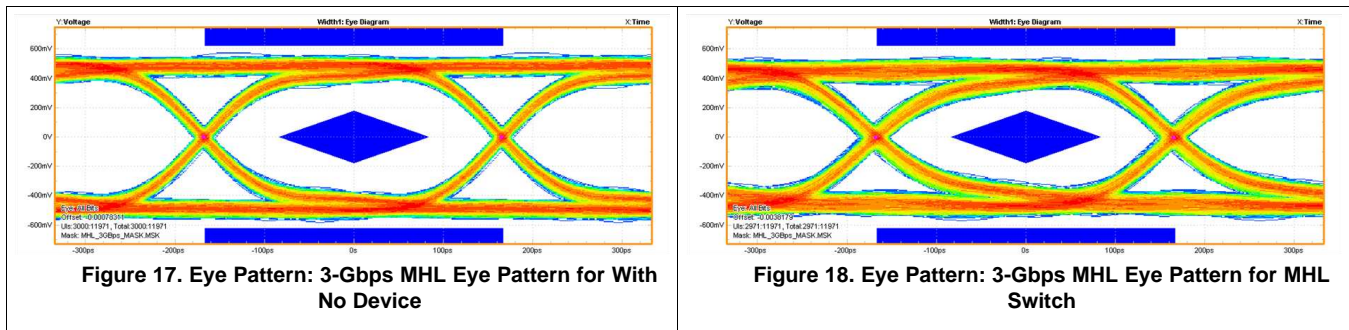 Y:Voltage
Width1: Eye Diagram
X:Time
600mV
400mV
200mV
0V
-200mV
-400mV
-600mV
Eye: All Bits
Offset: -0.00078311
UIs:3000:11971, Total:3000:11971
Mask: MHL_3GBps_MASK.MSK
-300ps
-200ps
-100ps
0s
100ps
200ps
300ps
Figure 17. Eye Pattern: 3-Gbps MHL Eye Pattern for With
No Device
Y:Voltage
Width1: Eye Diagram
X:Time
600mV
400mV
200mV
0V
-200mV
-400mV
-600mV
Eye: All Bits
Offset: -0.0038179
UIs:2971:11971, Total:2971:11971
Mask: MHL_3GBps_MASK.MSK
-300ps
-200ps
-100ps
0s
100ps
200ps
300ps
Figure 18. Eye Pattern: 3-Gbps MHL Eye Pattern for MHL
Switch